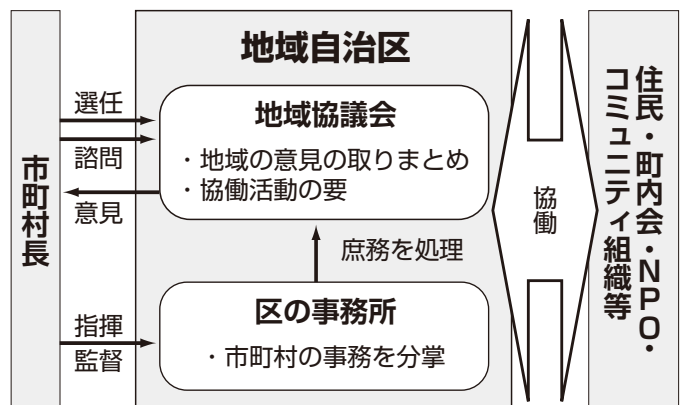 市町村長
選任
諮問
意見
指揮
監督
地域自治区
地域協議会
・地域の意見の取りまとめ
・協働活動の要
庶務を処理
区の事務所
・市町村の事務を分掌
協働
住民・町内会・NPO・
コミュニティ組織等